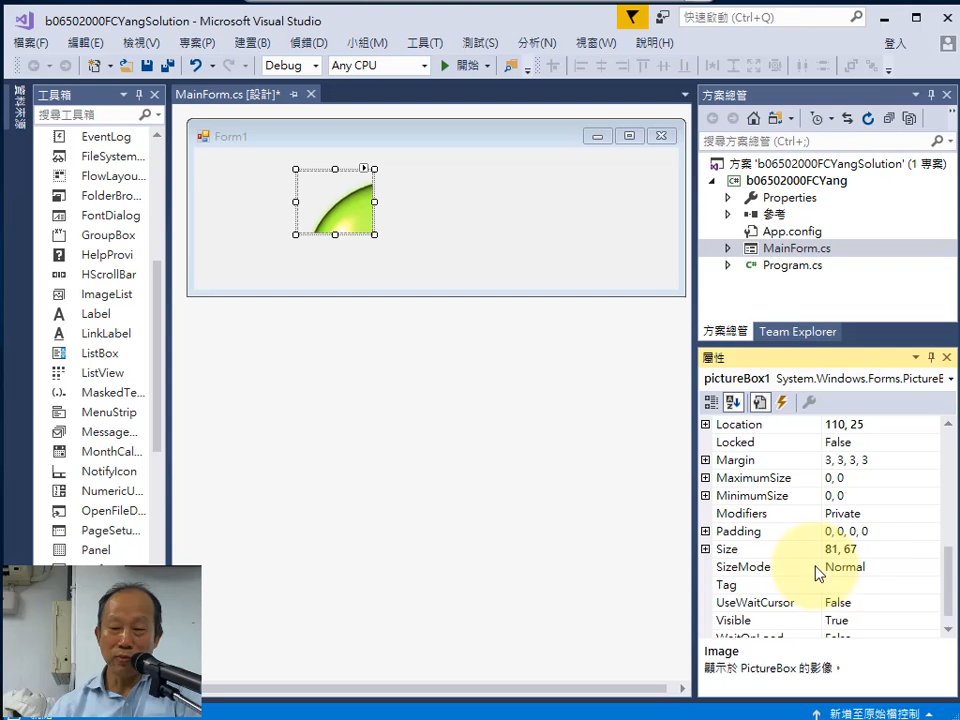 b06502000FCYangSolution - Microsoft Visual Studio
快速啟動 (Ctrl+Q)
檔案(F) 編輯(E) 檢視(V) 專案(P) 建置(B) 偵錯(D) 小組(M) 工具(T) 測試(S) 分析(N) 視窗(W) 說明(H) 登入
Debug Any CPU 開始
資料來源
工具箱
搜尋工具箱
EventLog
FileSystem...
FlowLayou...
FolderBro...
FontDialog
GroupBox
HelpProvi
HScrollBar
ImageList
Label
LinkLabel
ListBox
ListView
MaskedTe...
MenuStrip
Message...
MonthCal...
NotifyIcon
NumericU...
OpenFileD...
PageSetu...
Panel
MainForm.cs [設計]*
Form1
方案總管
搜尋方案總管 (Ctrl+;)
方案 'b06502000FCYangSolution' (1 專案)
b06502000FCYang
Properties
參考
App.config
MainForm.cs
Program.cs
方案總管 Team Explorer
屬性
pictureBox1 System.Windows.Forms.PictureE
Location 110, 25
Locked False
Margin 3, 3, 3, 3
MaximumSize 0, 0
MinimumSize 0, 0
Modifiers Private
Padding 0, 0, 0, 0
Size 81, 67
SizeMode Normal
Tag
UseWaitCursor False
Visible True
WaitOnLoad False
Image
顯示於 PictureBox 的影像。
新增至原始檔控制